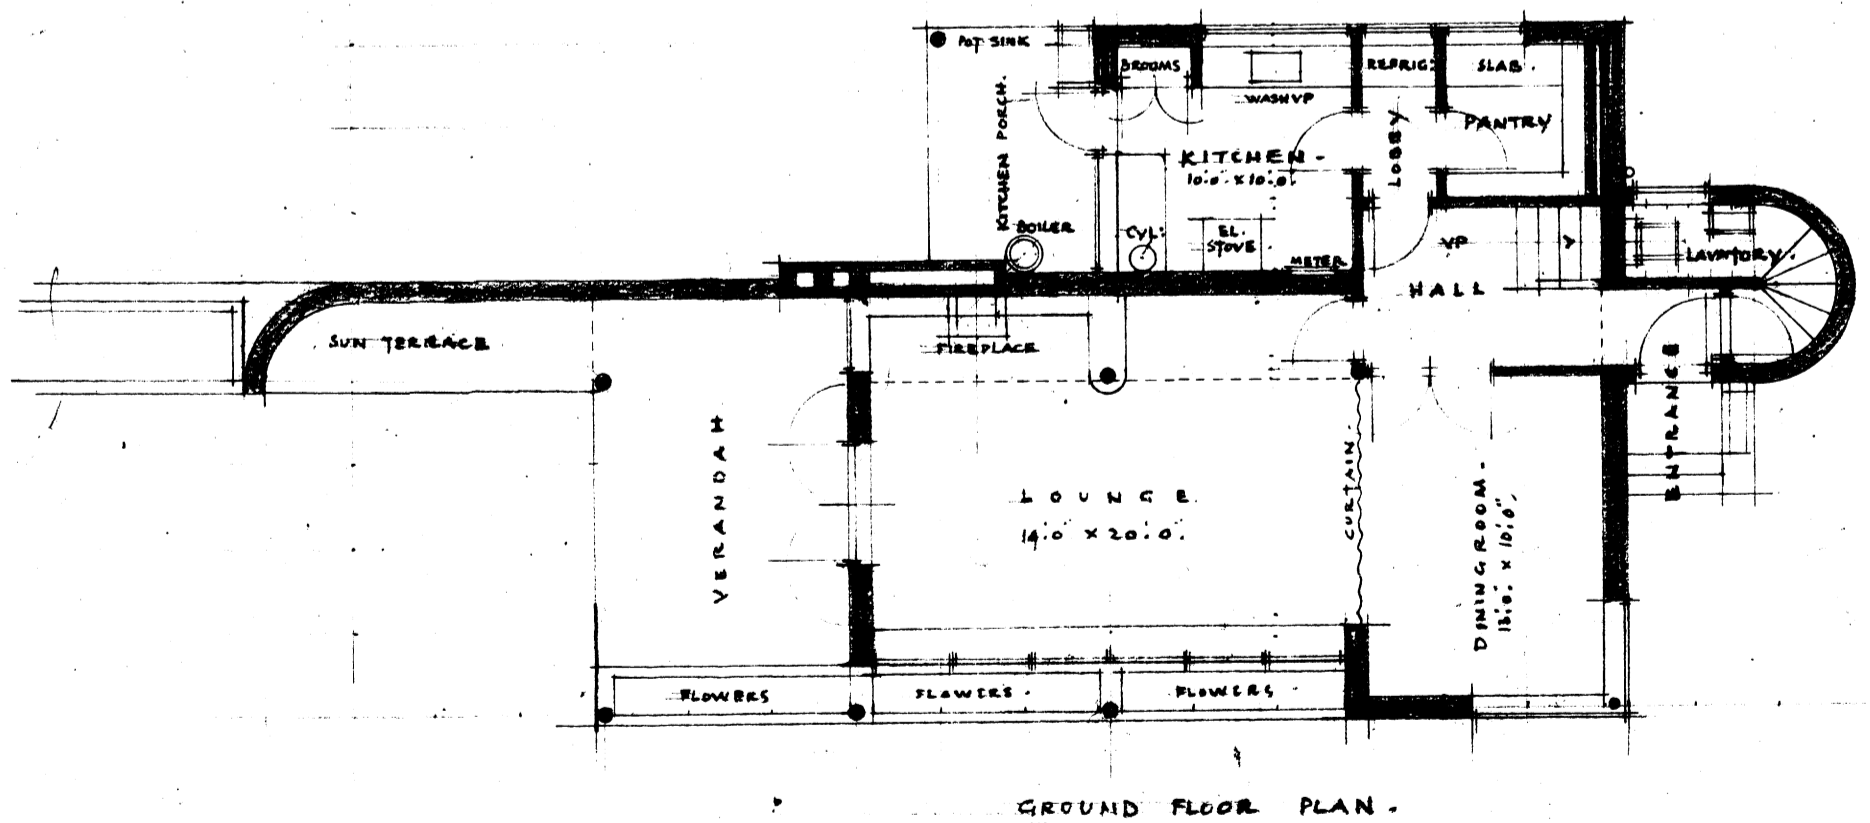 POT SINK
BROOMS
REFRIG:
SLAB.
WASHUP
KITCHEN PORCH.
LOBBY
PANTRY
KITCHEN.
10'.0" x 10'.0".
BOILER
CYL:
EL.
STOVE
METER
UP
LAVATORY.
HALL
SUN TERRACE
FIREPLACE
ENTRANCE
VERANDAH
LOUNGE.
14'.0" x 20'.0".
CURTAIN.
DININGROOM.
13'.0". x 10'.0".
FLOWERS
FLOWERS.
FLOWERS.
GROUND FLOOR PLAN.